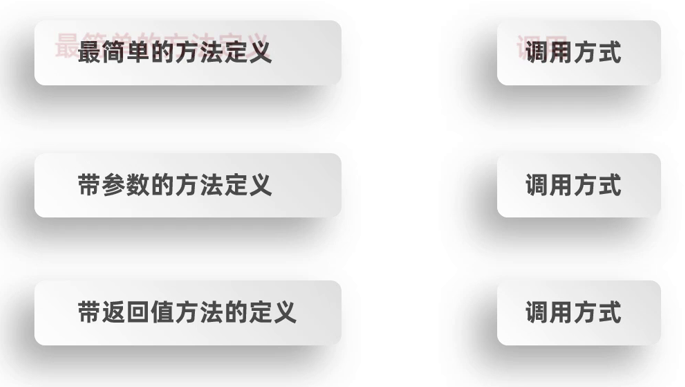 最简单的方法定义
调用方式
带参数的方法定义
调用方式
带返回值方法的定义
调用方式